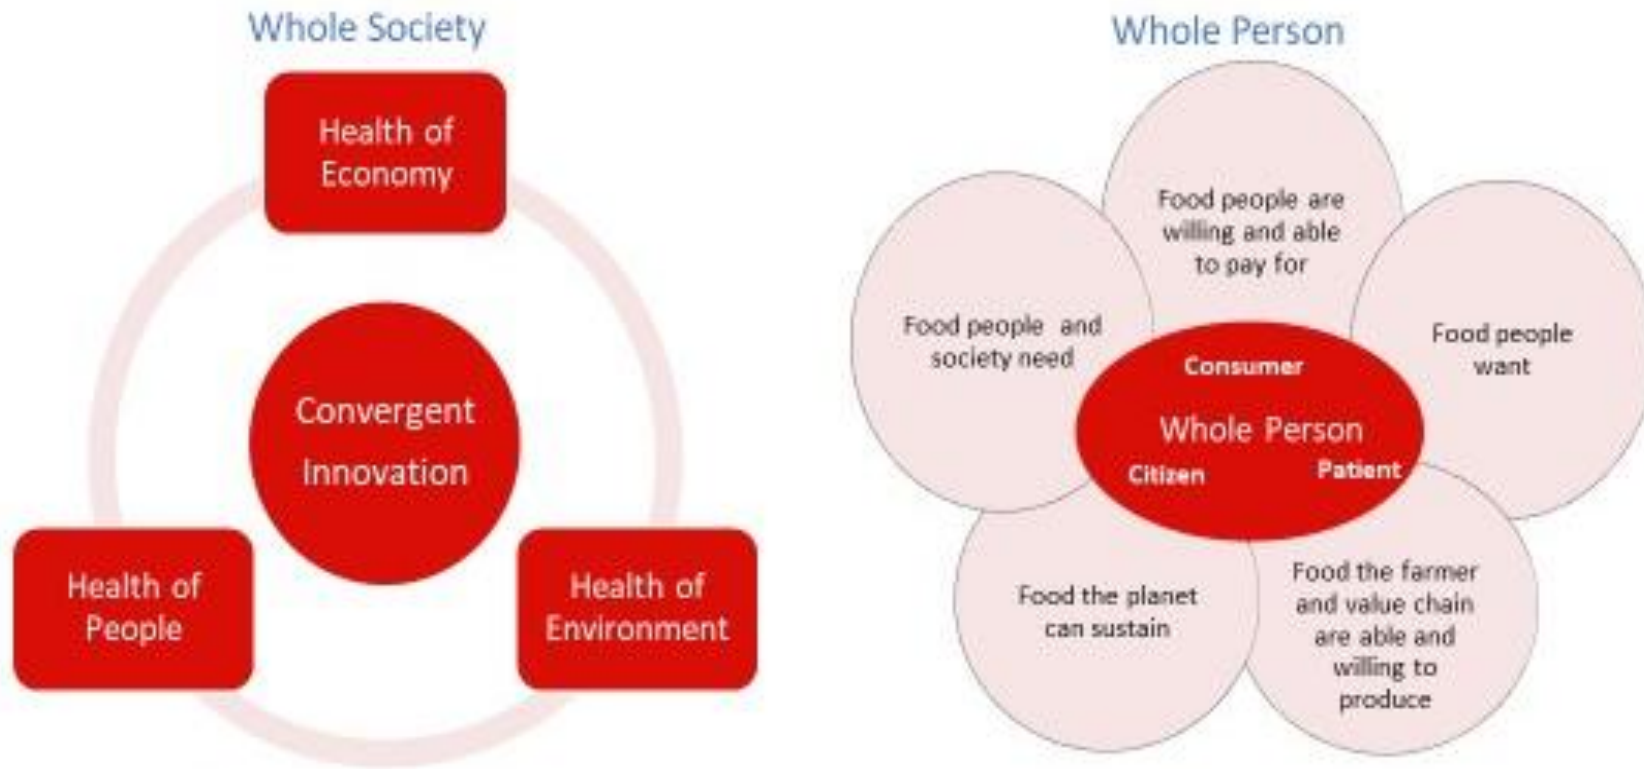 Whole Society
Health of
Economy
Convergent
Innovation
Health of
People
Health of
Environment
Whole Person
Food people are
willing and able
to pay for
Food people and
society need
Food people
want
Consumer
Whole Person
Citizen
Patient
Food the planet
can sustain
Food the farmer
and value chain
are able and
willing to
produce